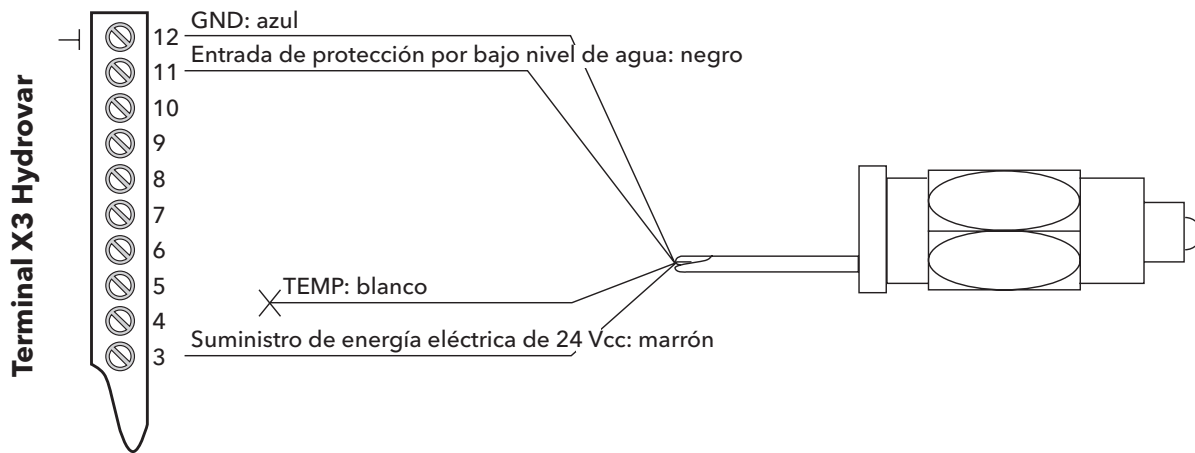 Terminal X3 Hydrovar
12 GND: azul
11 Entrada de protección por bajo nivel de agua: negro
10
9
8
7
6
5
TEMP: blanco
4
3 Suministro de energía eléctrica de 24 Vcc: marrón